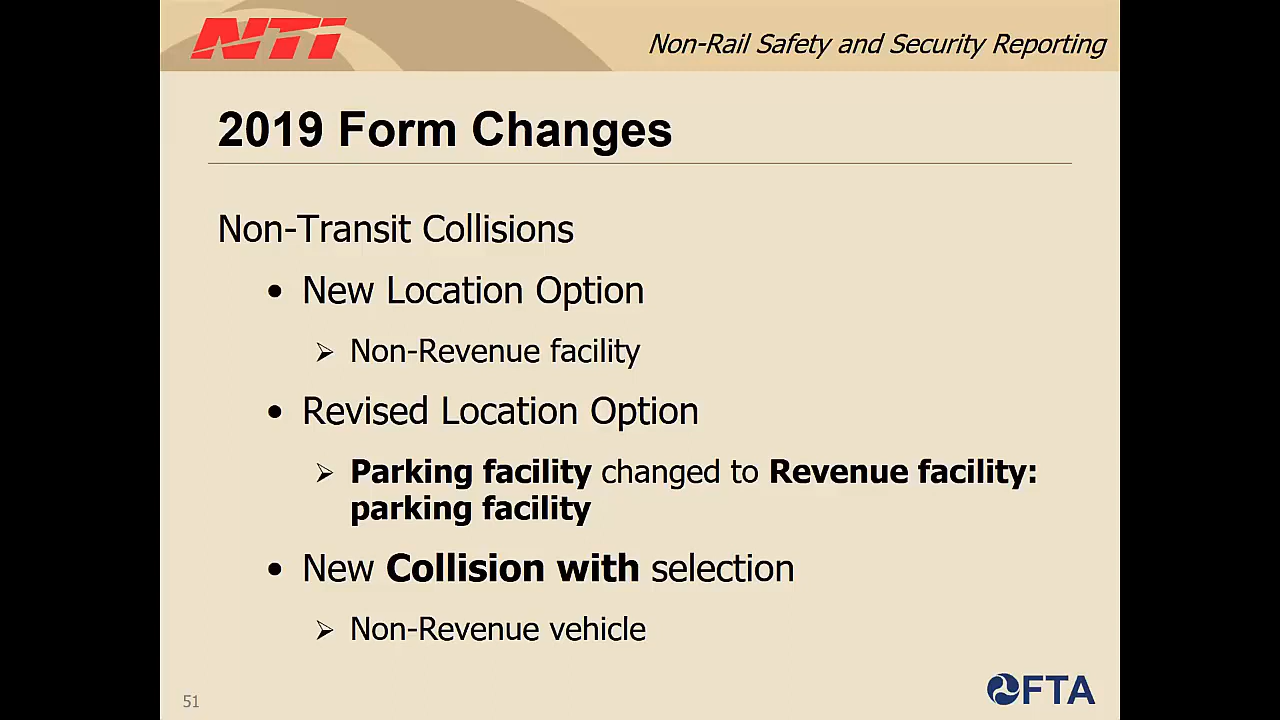 NTI
Non-Rail Safety and Security Reporting
2019 Form Changes
Non-Transit Collisions
• New Location Option
➢ Non-Revenue facility
• Revised Location Option
➢ Parking facility changed to Revenue facility:
parking facility
• New Collision with selection
➢ Non-Revenue vehicle
51
FTA